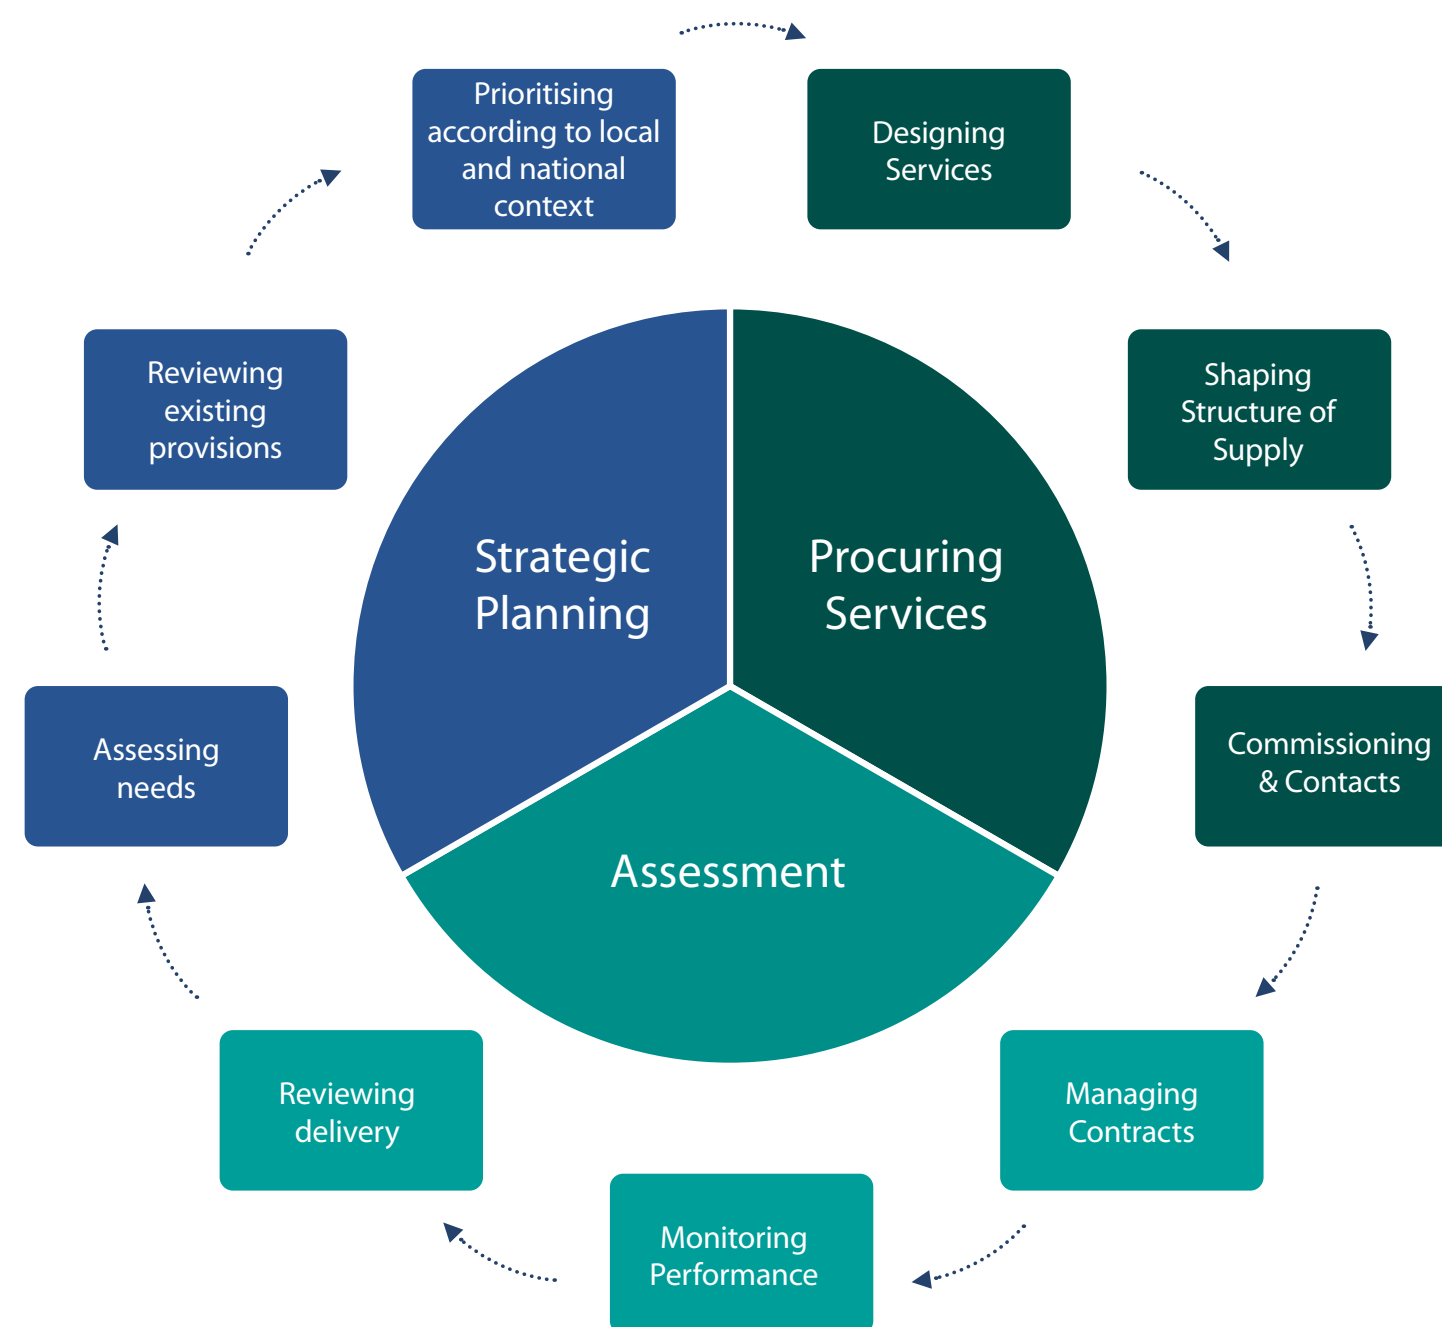 Prioritising
according to local
and national
context
Designing
Services
Reviewing
existing
provisions
Shaping
Structure of
Supply
Strategic
Planning
Procuring
Services
Assessing
needs
Commissioning
& Contacts
Assessment
Reviewing
delivery
Managing
Contracts
Monitoring
Performance